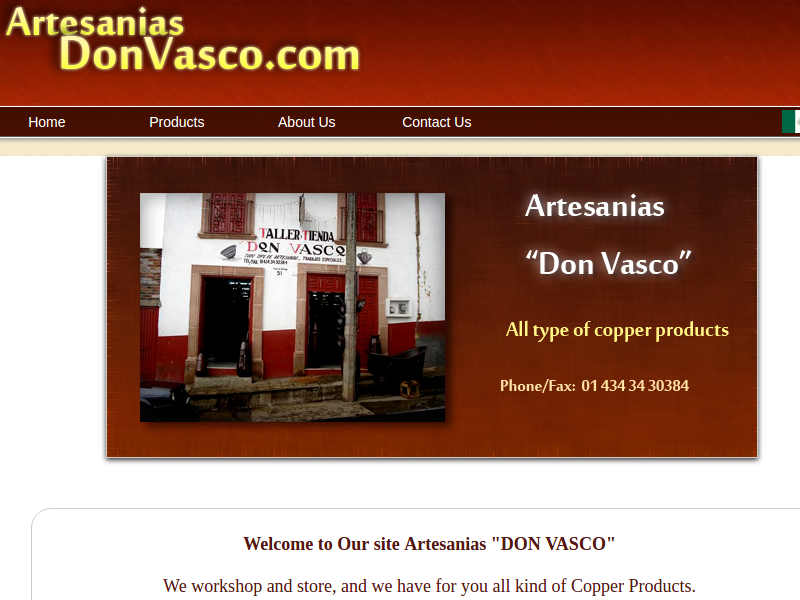 Artesanias
DonVasco.com
Home
Products
About Us
Contact Us
TALLER-TIENDA
DON VASCO
Artesanias
“Don Vasco”
All type of copper products
Phone/Fax: 01 434 34 30384
Welcome to Our site Artesanias "DON VASCO"
We workshop and store, and we have for you all kind of Copper Products.